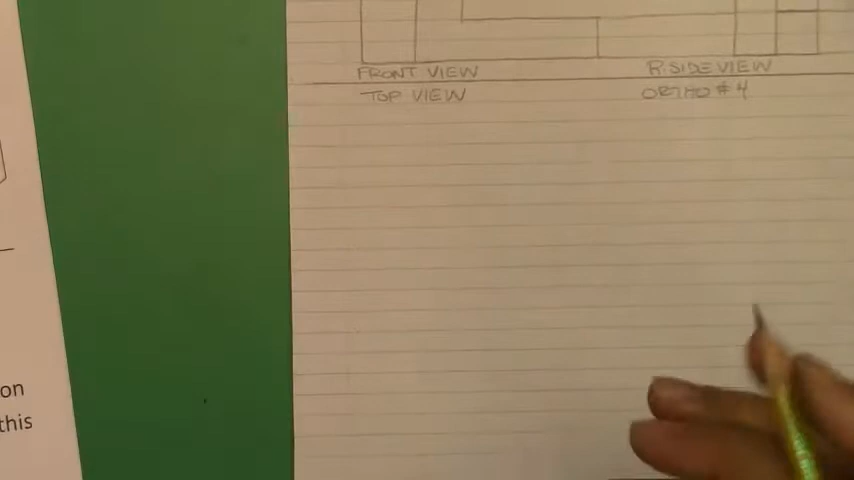 FRONT VIEW R.SIDE VIEW
TOP VIEW ORTHO #4
on
this